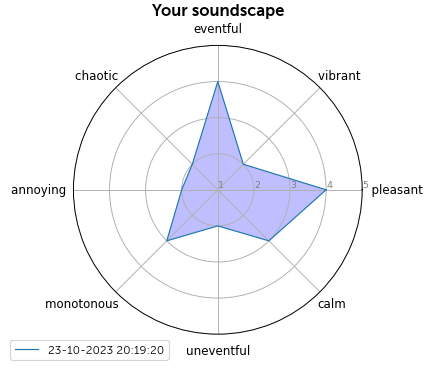 Your soundscape
eventful
chaotic
vibrant
annoying
1
2
3
4
5
pleasant
monotonous
calm
23-10-2023 20:19:20
uneventful